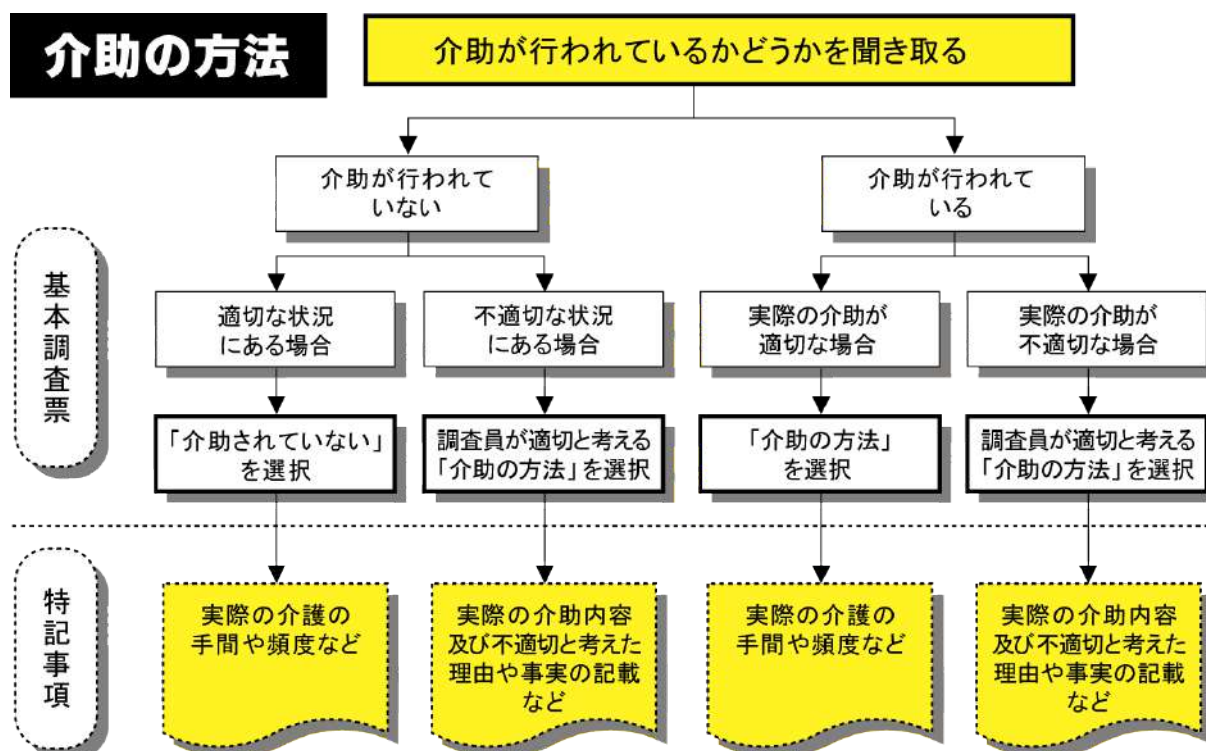 介助の方法
介助が行われているかどうかを聞き取る
介助が行われて
いない
介助が行われて
いる
基本調査票
適切な状況
にある場合
不適切な状況
にある場合
実際の介助が
適切な場合
実際の介助が
不適切な場合
「介助されていない」
を選択
調査員が適切と考える
「介助の方法」を選択
「介助の方法」
を選択
調査員が適切と考える
「介助の方法」を選択
特記事項
実際の介護の
手間や頻度など
実際の介助内容
及び不適切と考えた
理由や事実の記載
など
実際の介護の
手間や頻度など
実際の介助内容
及び不適切と考えた
理由や事実の記載
など